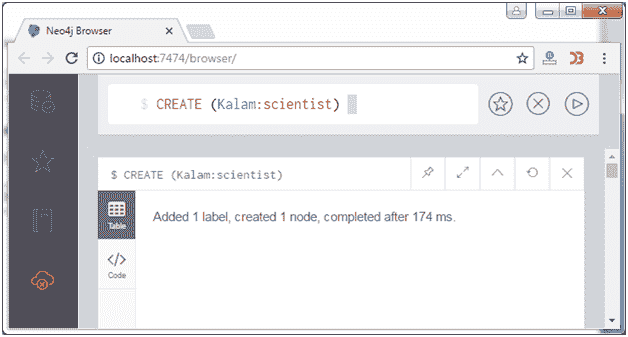 Neo4j Browser
localhost:7474/browser/
$ CREATE (Kalam:scientist)
$ CREATE (Kalam:scientist)
Table
Added 1 label, created 1 node, completed after 174 ms.
</>
Code